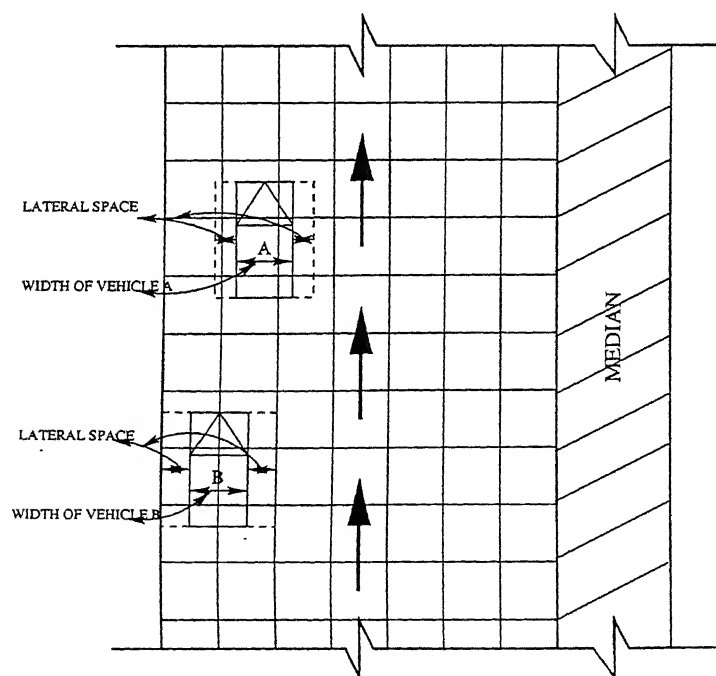 LATERAL SPACE
A
WIDTH OF VEHICLE A
MEDIAN
LATERAL SPACE
B
WIDTH OF VEHICLE B